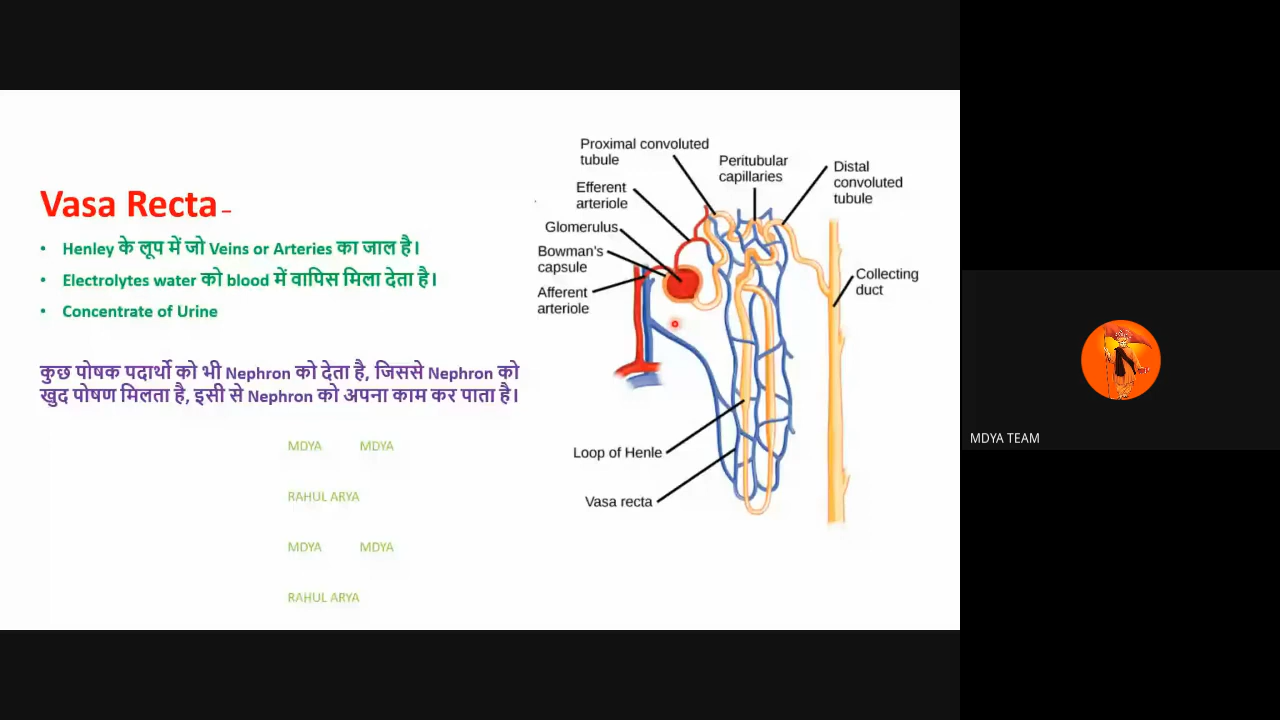 Vasa Recta –
• Henley के लूप में जो Veins or Arteries का जाल है।
• Electrolytes water को blood में वापिस मिला देता है।
• Concentrate of Urine
कुछ पोषक पदार्थो को भी Nephron को देता है, जिससे Nephron को
खुद पोषण मिलता है, इसी से Nephron को अपना काम कर पाता है।
MDYA MDYA
RAHUL ARYA
MDYA MDYA
RAHUL ARYA
Proximal convoluted
tubule
Peritubular
capillaries
Distal
convoluted
tubule
Efferent
arteriole
Glomerulus
Bowman's
capsule
Afferent
arteriole
Collecting
duct
Loop of Henle
Vasa recta
MDYA TEAM